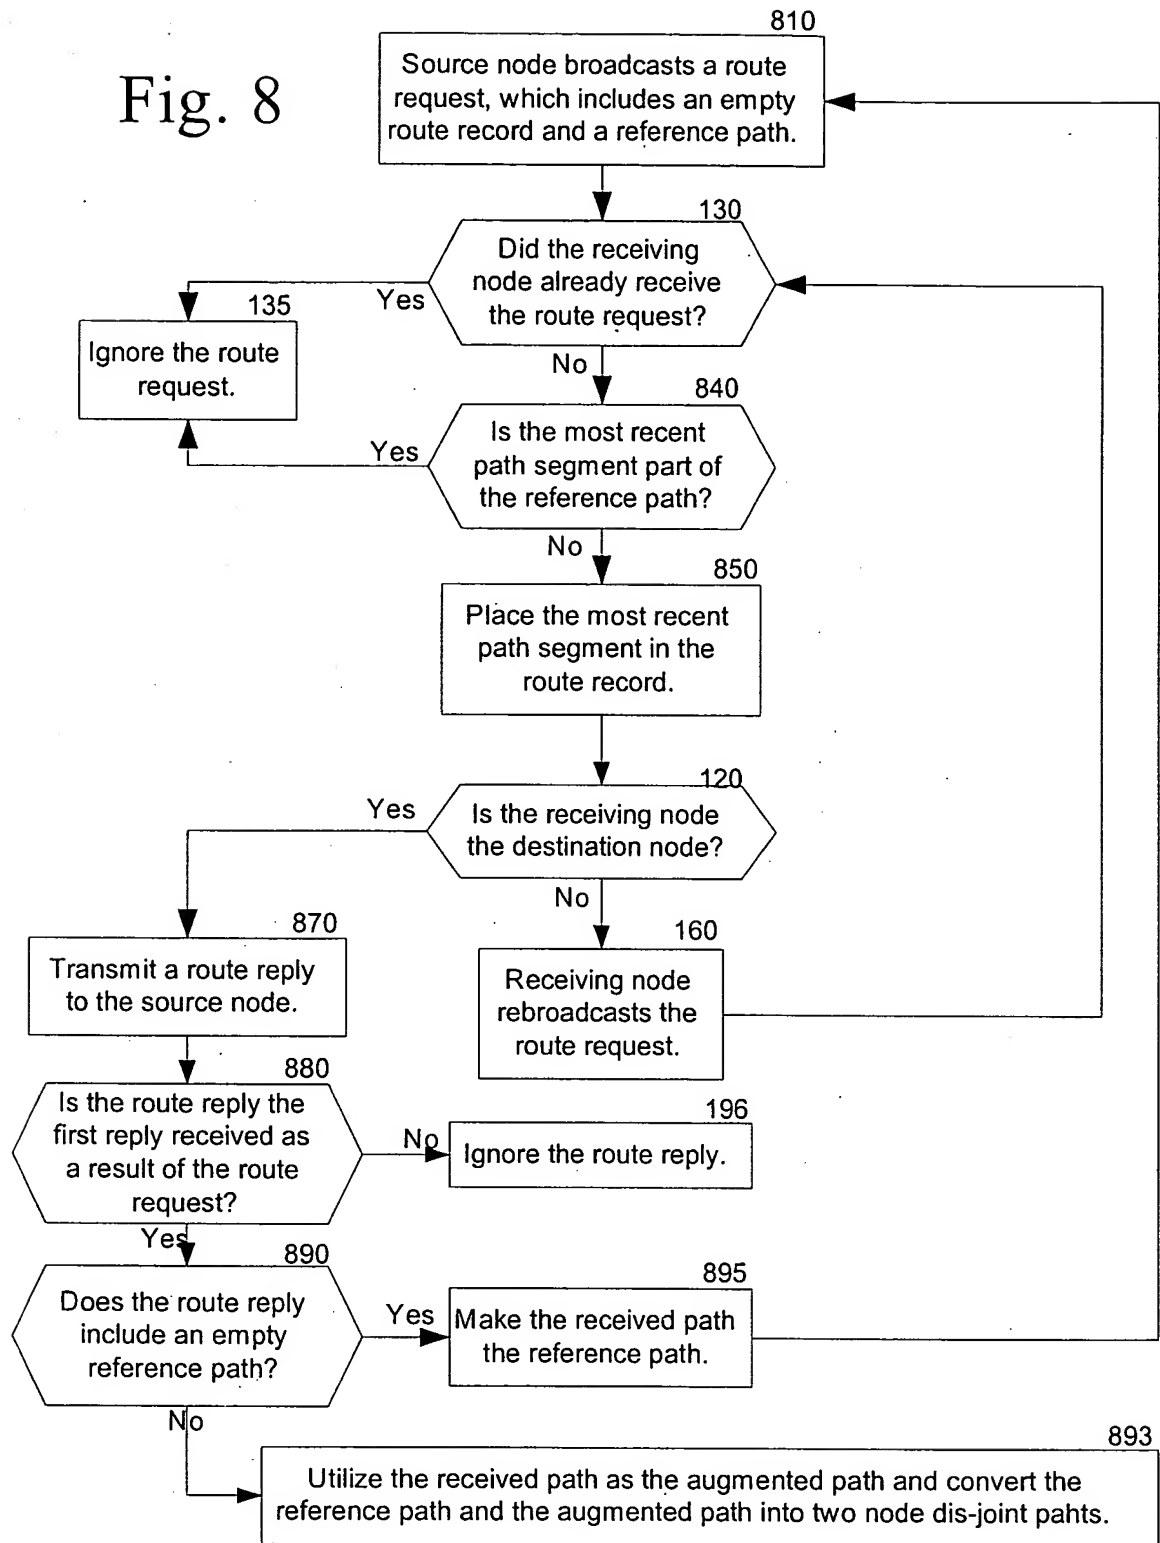 Fig. 8
810
Source node broadcasts a route
request, which includes an empty
route record and a reference path.
130
Did the receiving
node already receive
the route request?
Yes
135
Ignore the route
request.
No
840
Is the most recent
path segment part of
the reference path?
Yes
No
850
Place the most recent
path segment in the
route record.
120
Is the receiving node
the destination node?
Yes
No
870
Transmit a route reply
to the source node.
160
Receiving node
rebroadcasts the
route request.
880
Is the route reply the
first reply received as
a result of the route
request?
No
196
Ignore the route reply.
Yes
890
Does the route reply
include an empty
reference path?
Yes
895
Make the received path
the reference path.
No
893
Utilize the received path as the augmented path and convert the
reference path and the augmented path into two node dis-joint pahts.